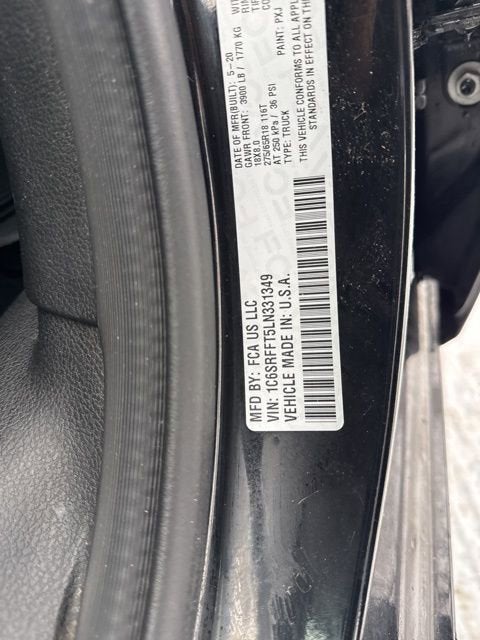 MFD BY: FCA US LLC
DATE OF MFR(BUILT): 5-20
GAWR FRONT: 3900 LB / 1770 KG
18X8.0
275/65R18 116T
AT 250 kPa / 36 PSI
TYPE: TRUCK
PAINT: PXJ
THIS VEHICLE CONFORMS TO ALL APPL
STANDARDS IN EFFECT ON THE
VIN: 1C6SRFFT5LN331349
VEHICLE MADE IN: U.S.A.